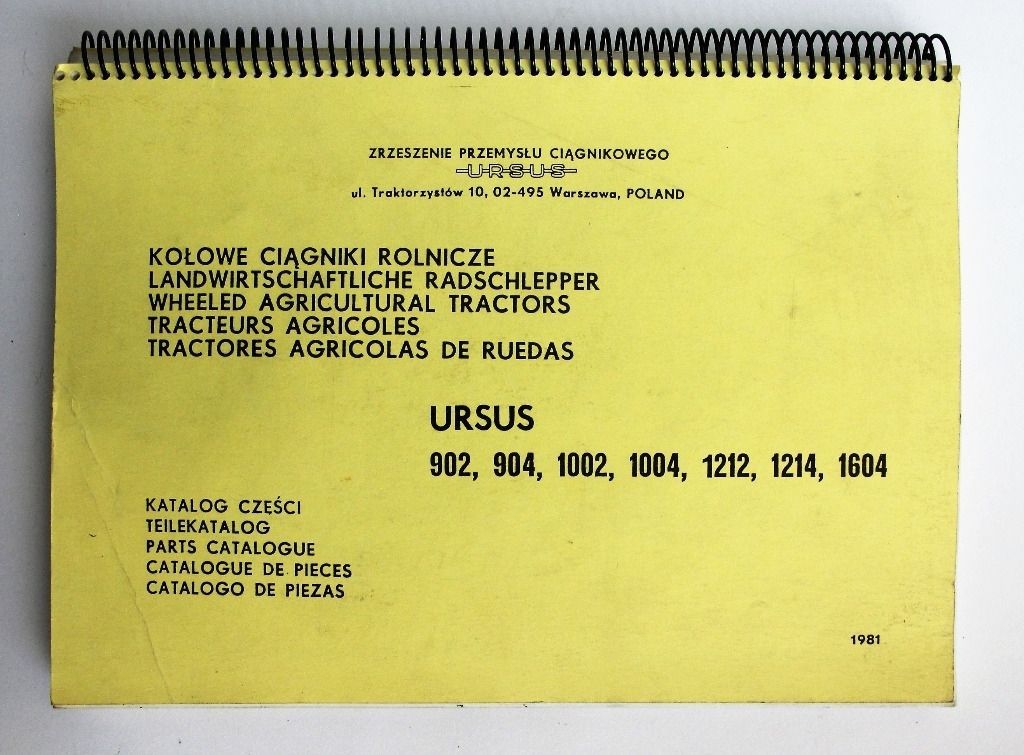 ZRZESZENIE PRZEMYSŁU CIĄGNIKOWEGO
URSUS
ul. Traktorzystów 10, 02-495 Warszawa, POLAND
KOŁOWE CIĄGNIKI ROLNICZE
LANDWIRTSCHAFTLICHE RADSCHLEPPER
WHEELED AGRICULTURAL TRACTORS
TRACTEURS AGRICOLES
TRACTORES AGRICOLAS DE RUEDAS
URSUS
902, 904, 1002, 1004, 1212, 1214, 1604
KATALOG CZĘŚCI
TEILEKATALOG
PARTS CATALOGUE
CATALOGUE DE PIECES
CATALOGO DE PIEZAS
1981